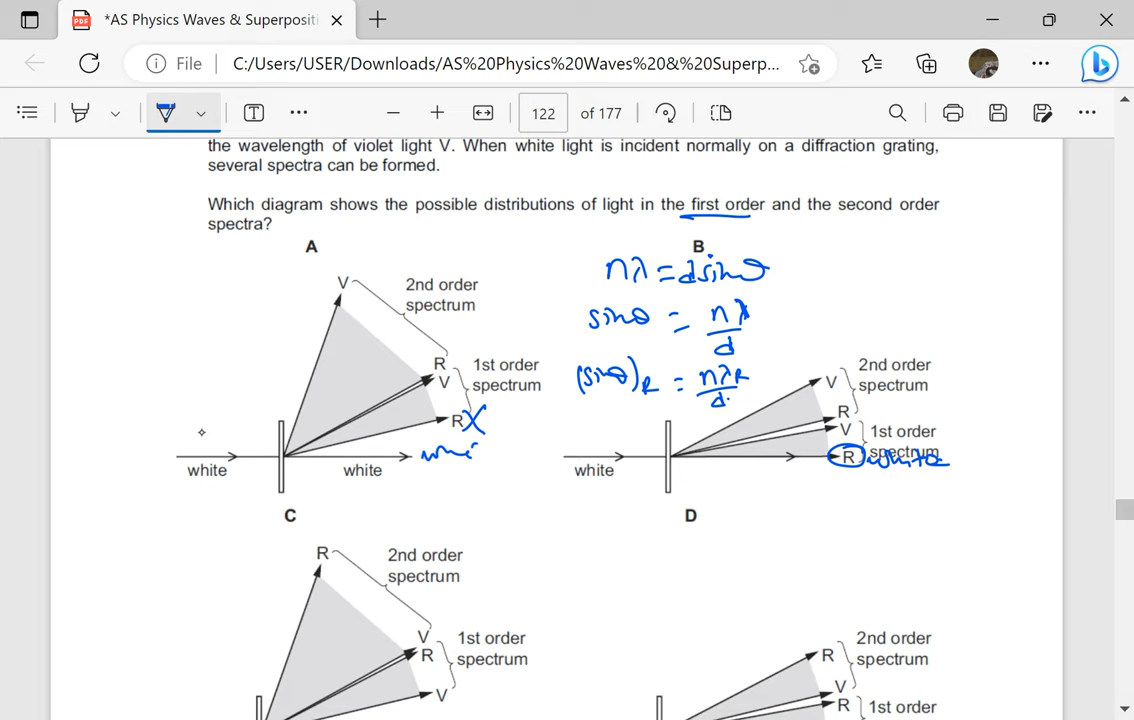 *AS Physics Waves & Superpositi
File
C:/Users/USER/Downloads/AS%20Physics%20Waves%20&%20Superp...
122 of 177
the wavelength of violet light V. When white light is incident normally on a diffraction grating,
several spectra can be formed.
Which diagram shows the possible distributions of light in the first order and the second order
spectra?
A
V
2nd order
spectrum
R
V
1st order
spectrum
R X
white
white
whi
B
nλ = dsinθ
sinθ = nλ/d
(sinθ)R = nλR/d
2nd order
spectrum
V
R
V
1st order
spectrum
R
white
white
C
R
2nd order
spectrum
V
R
1st order
spectrum
V
D
2nd order
spectrum
R
V
R
1st order